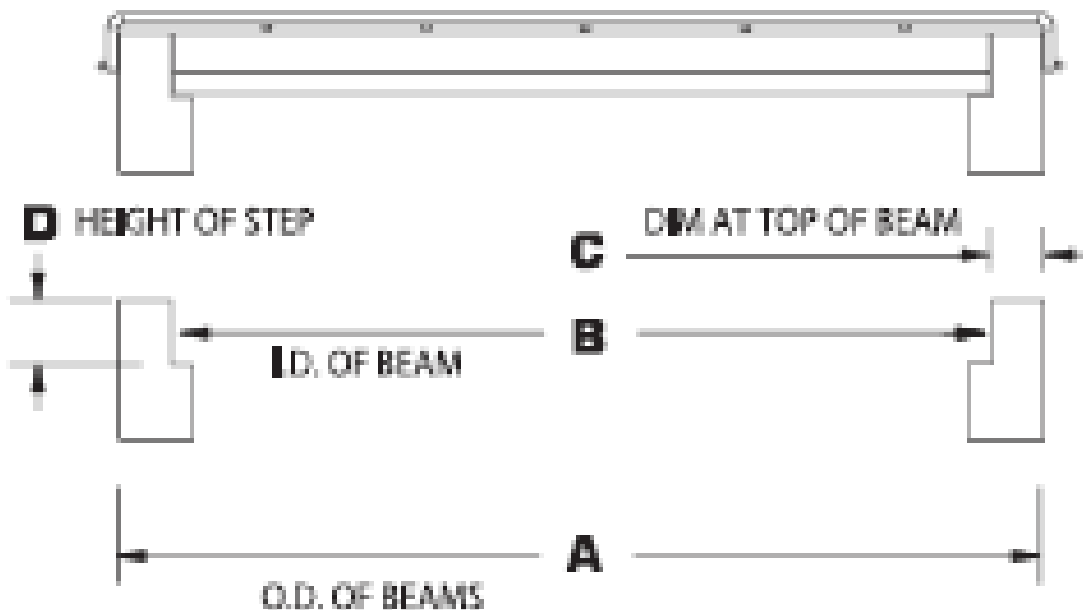 D HEIGHT OF STEP
DIM AT TOP OF BEAM
C
B
I.D. OF BEAM
A
O.D. OF BEAMS